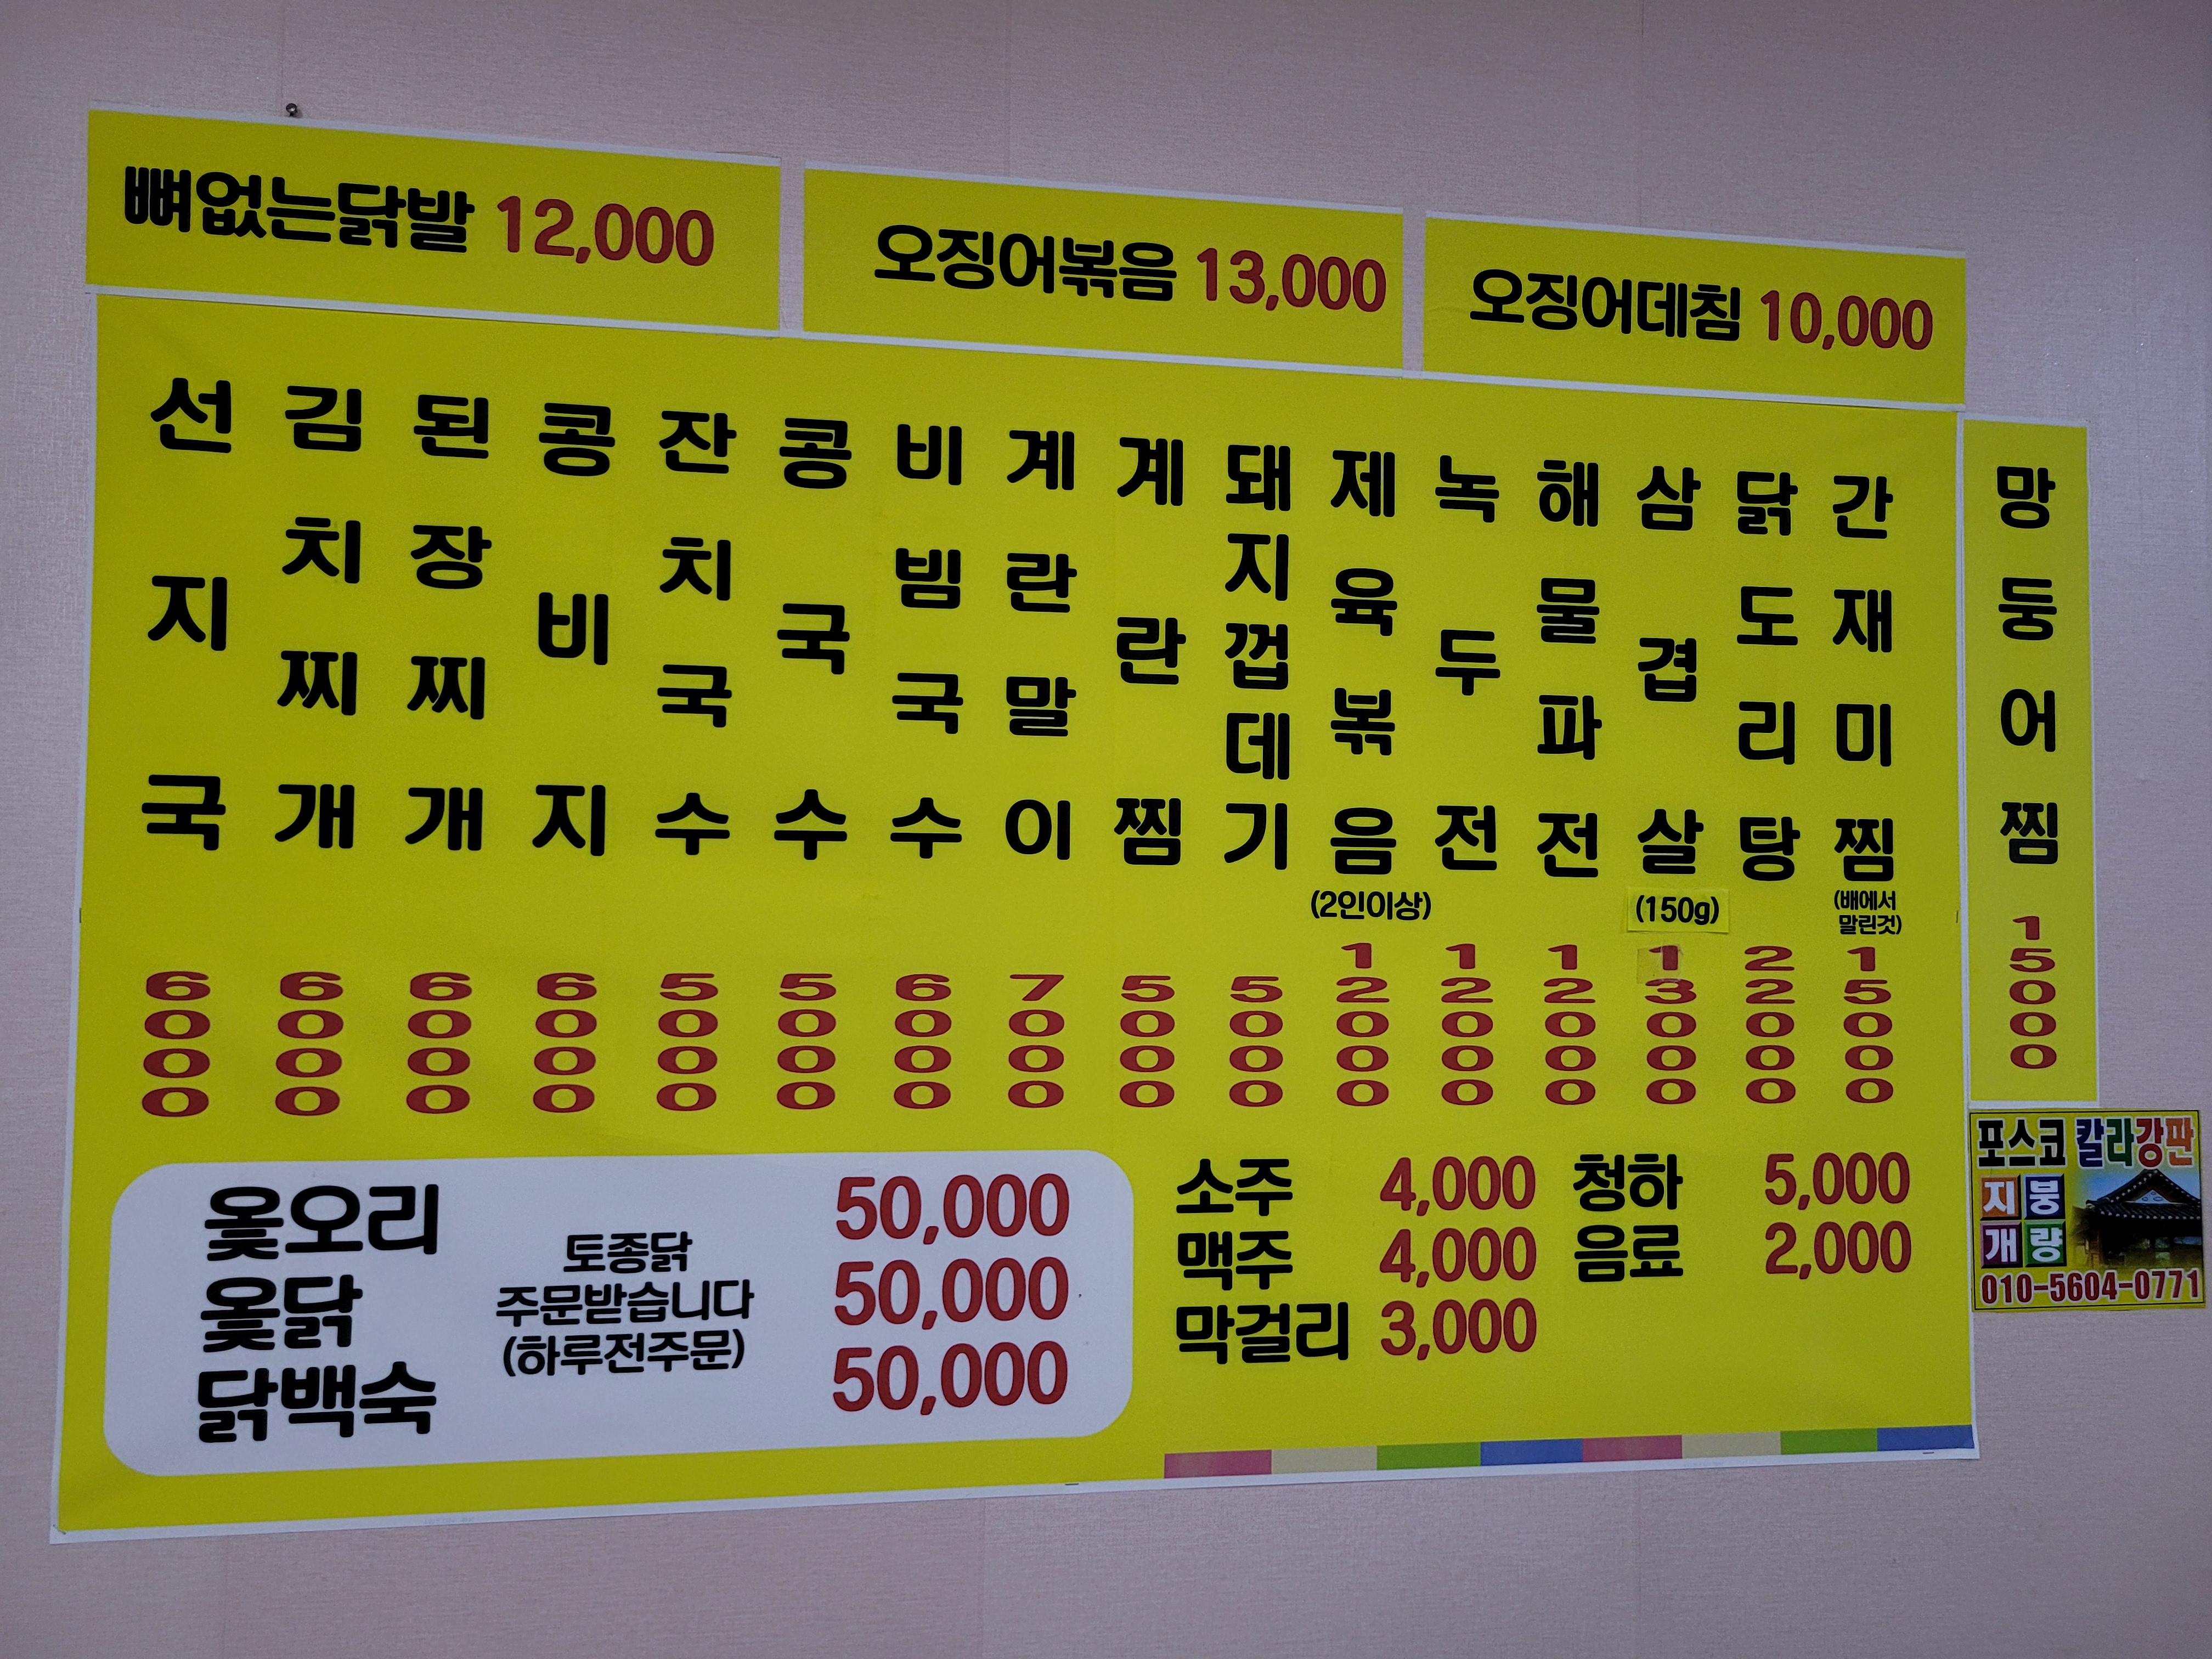 뼈없는닭발 12,000
오징어볶음 13,000
오징어데침 10,000
선지국 6000
김치찌개 6000
된장찌개 6000
콩비지 6000
잔치국수 5000
콩국수 5000
비빔국수 6000
계란말이 7000
계란찜 5000
돼지껍데기 5000
제육볶음 (2인이상) 12000
녹두전 12000
해물파전 12000
삼겹살 (150g) 13000
닭도리탕 22000
간재미찜 (배에서 말린것) 15000
망둥어찜 15000
옻오리 50,000
옻닭 50,000
닭백숙 50,000
토종닭
주문받습니다
(하루전주문)
소주 4,000 청하 5,000
맥주 4,000 음료 2,000
막걸리 3,000
포스코 칼라강판
지붕
개량
010-5604-0771